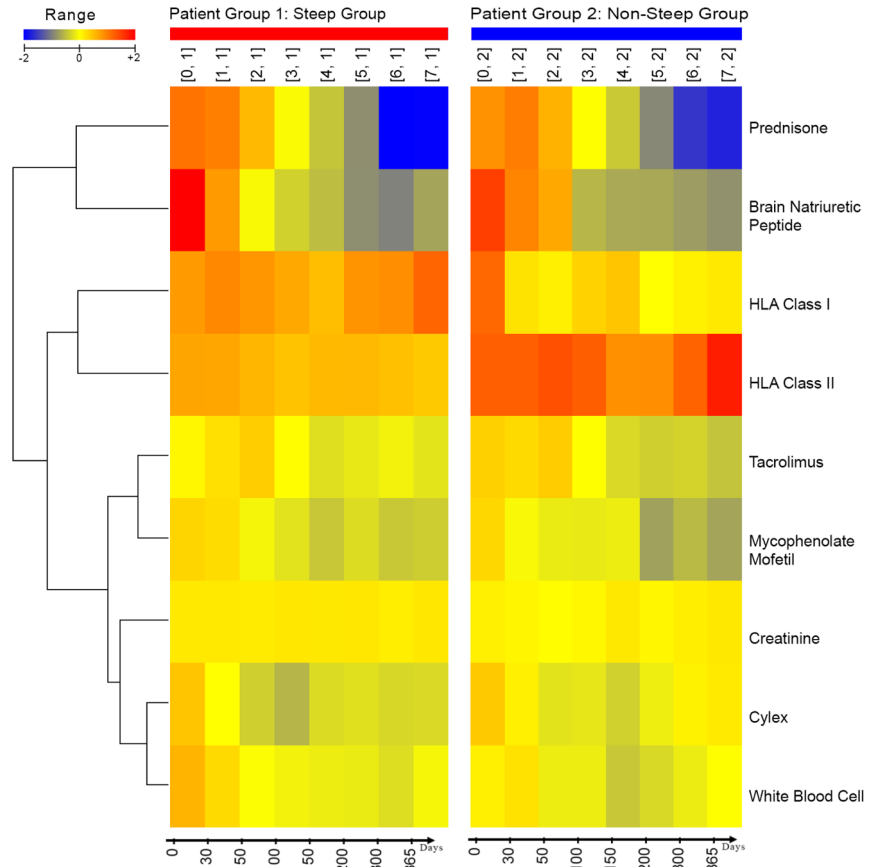 Range
-2 0 +2
Patient Group 1: Steep Group
Patient Group 2: Non-Steep Group
[0, 1] [1, 1] [2, 1] [3, 1] [4, 1] [5, 1] [6, 1] [7, 1]
[0, 2] [1, 2] [2, 2] [3, 2] [4, 2] [5, 2] [6, 2] [7, 2]
Prednisone
Brain Natriuretic
Peptide
HLA Class I
HLA Class II
Tacrolimus
Mycophenolate
Mofetil
Creatinine
Cylex
White Blood Cell
0 30 50 Days
0 30 50 Days